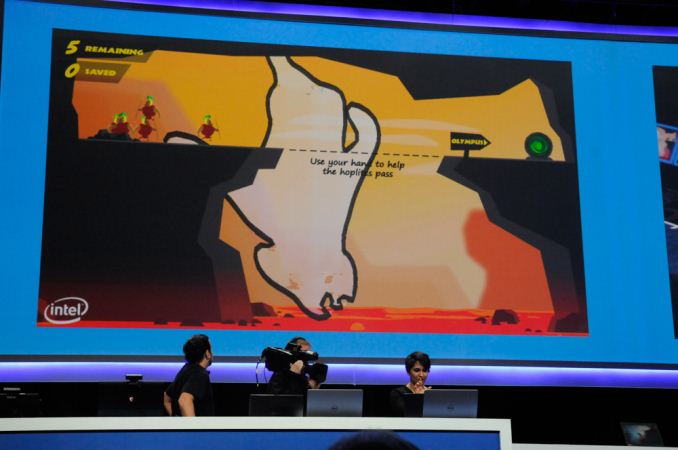 5 REMAINING
0 SAVED
OLYMPUS
Use your hand to help
the hoplites pass
intel